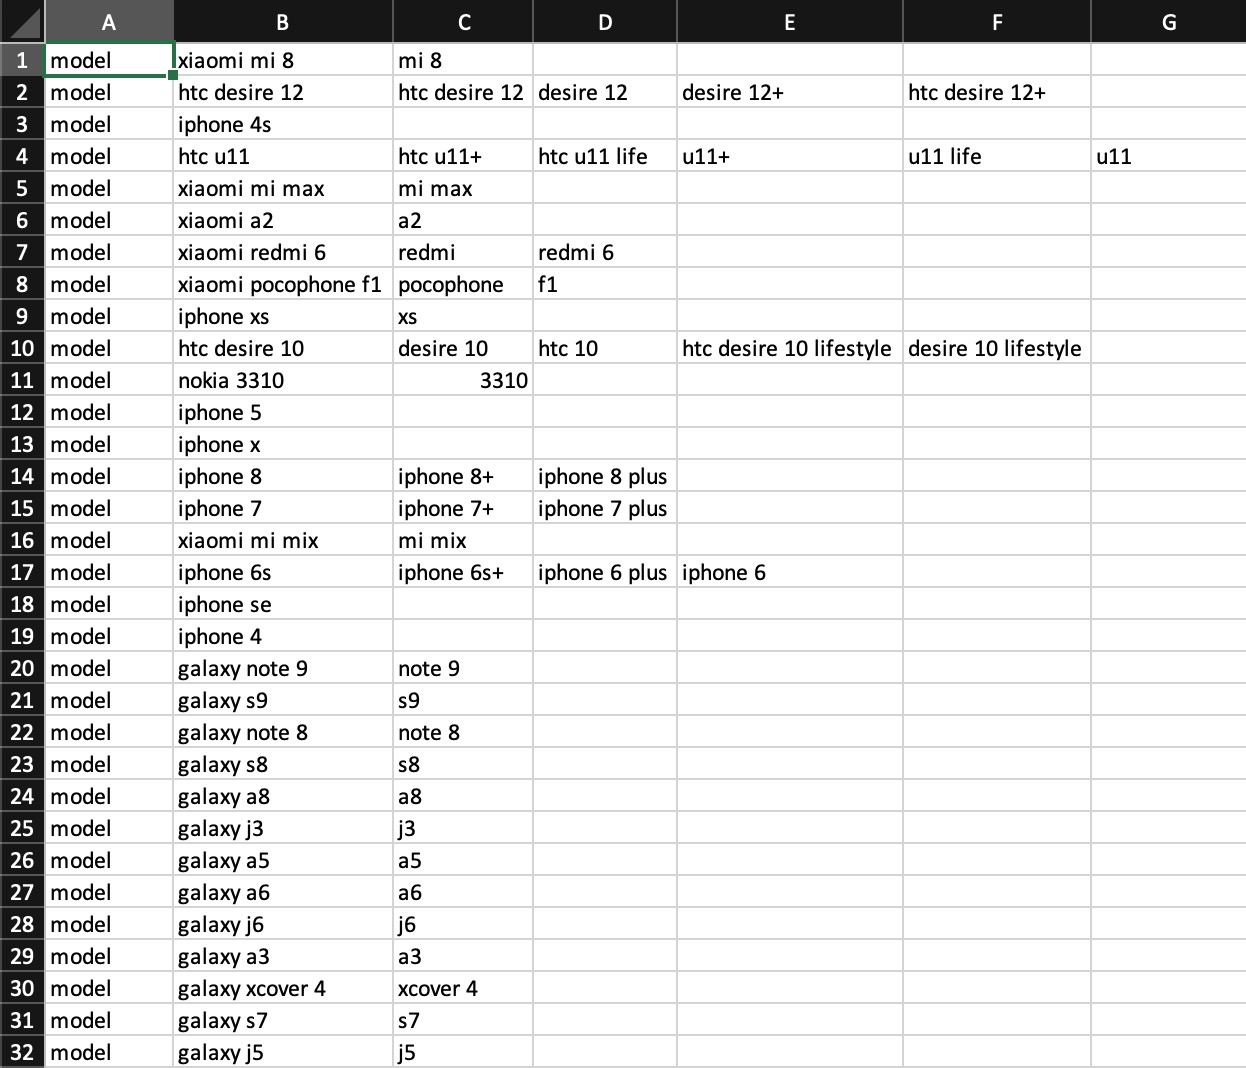 A B C D E F G
1 model xiaomi mi 8 mi 8
2 model htc desire 12 htc desire 12 desire 12 desire 12+ htc desire 12+
3 model iphone 4s
4 model htc u11 htc u11+ htc u11 life u11+ u11 life u11
5 model xiaomi mi max mi max
6 model xiaomi a2 a2
7 model xiaomi redmi 6 redmi redmi 6
8 model xiaomi pocophone f1 pocophone f1
9 model iphone xs xs
10 model htc desire 10 desire 10 htc 10 htc desire 10 lifestyle desire 10 lifestyle
11 model nokia 3310 3310
12 model iphone 5
13 model iphone x
14 model iphone 8 iphone 8+ iphone 8 plus
15 model iphone 7 iphone 7+ iphone 7 plus
16 model xiaomi mi mix mi mix
17 model iphone 6s iphone 6s+ iphone 6 plus iphone 6
18 model iphone se
19 model iphone 4
20 model galaxy note 9 note 9
21 model galaxy s9 s9
22 model galaxy note 8 note 8
23 model galaxy s8 s8
24 model galaxy a8 a8
25 model galaxy j3 j3
26 model galaxy a5 a5
27 model galaxy a6 a6
28 model galaxy j6 j6
29 model galaxy a3 a3
30 model galaxy xcover 4 xcover 4
31 model galaxy s7 s7
32 model galaxy j5 j5